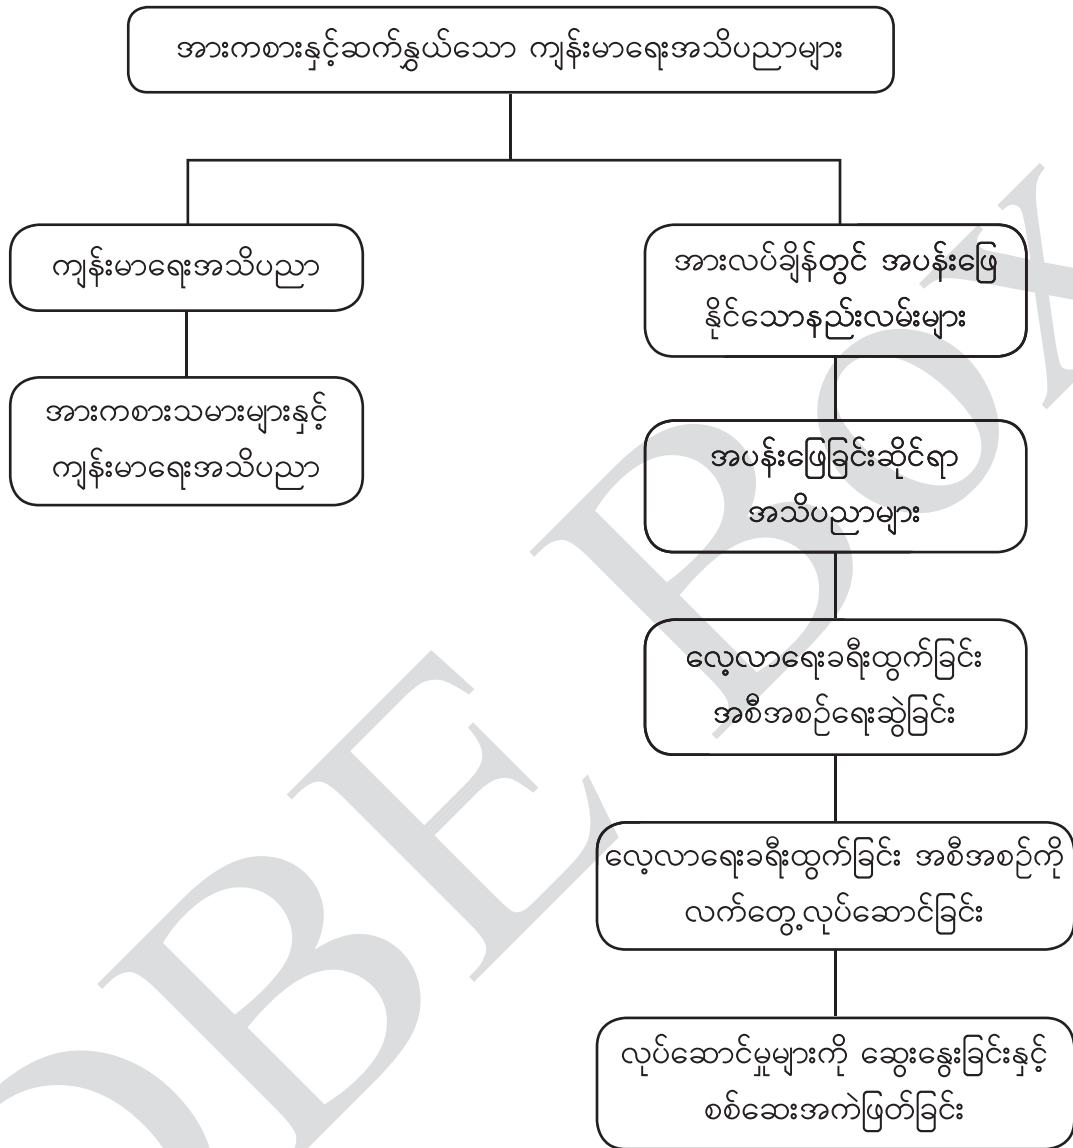 အားကစားနှင့်ဆက်နွှယ်သော ကျန်းမာရေးအသိပညာများ
ကျန်းမာရေးအသိပညာ
အားကစားသမားများနှင့်
ကျန်းမာရေးအသိပညာ
အားလပ်ချိန်တွင် အပန်းဖြေ
နိုင်သောနည်းလမ်းများ
အပန်းဖြေခြင်းဆိုင်ရာ
အသိပညာများ
လေ့လာရေးခရီးထွက်ခြင်း
အစီအစဉ်ရေးဆွဲခြင်း
လေ့လာရေးခရီးထွက်ခြင်း အစီအစဉ်ကို
လက်တွေ့လုပ်ဆောင်ခြင်း
လုပ်ဆောင်မှုများကို ဆွေးနွေးခြင်းနှင့်
စစ်ဆေးအကဲဖြတ်ခြင်း
OBE BOX